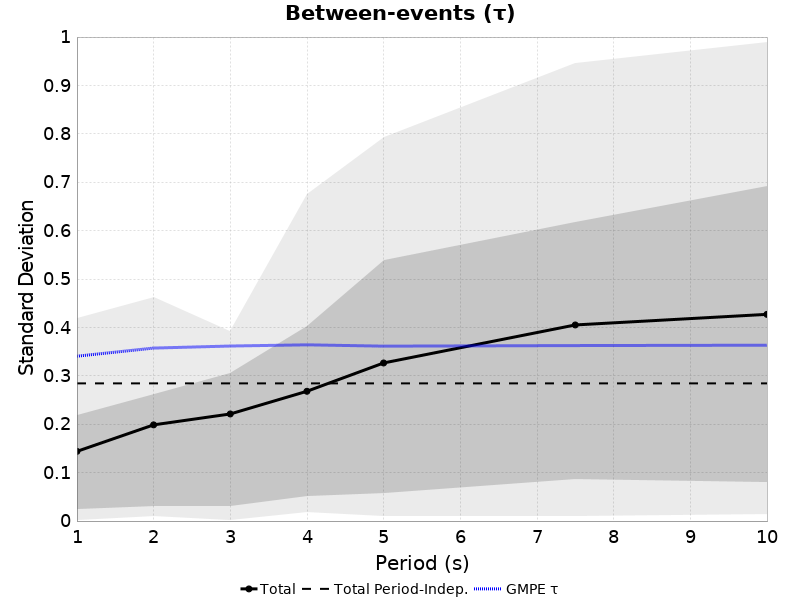 Between-events (τ)
1
0.9
0.8
0.7
0.6
0.5
0.4
0.3
0.2
0.1
0
Standard Deviation
1 2 3 4 5 6 7 8 9 10
Period (s)
Total Total Period-Indep. GMPE τ